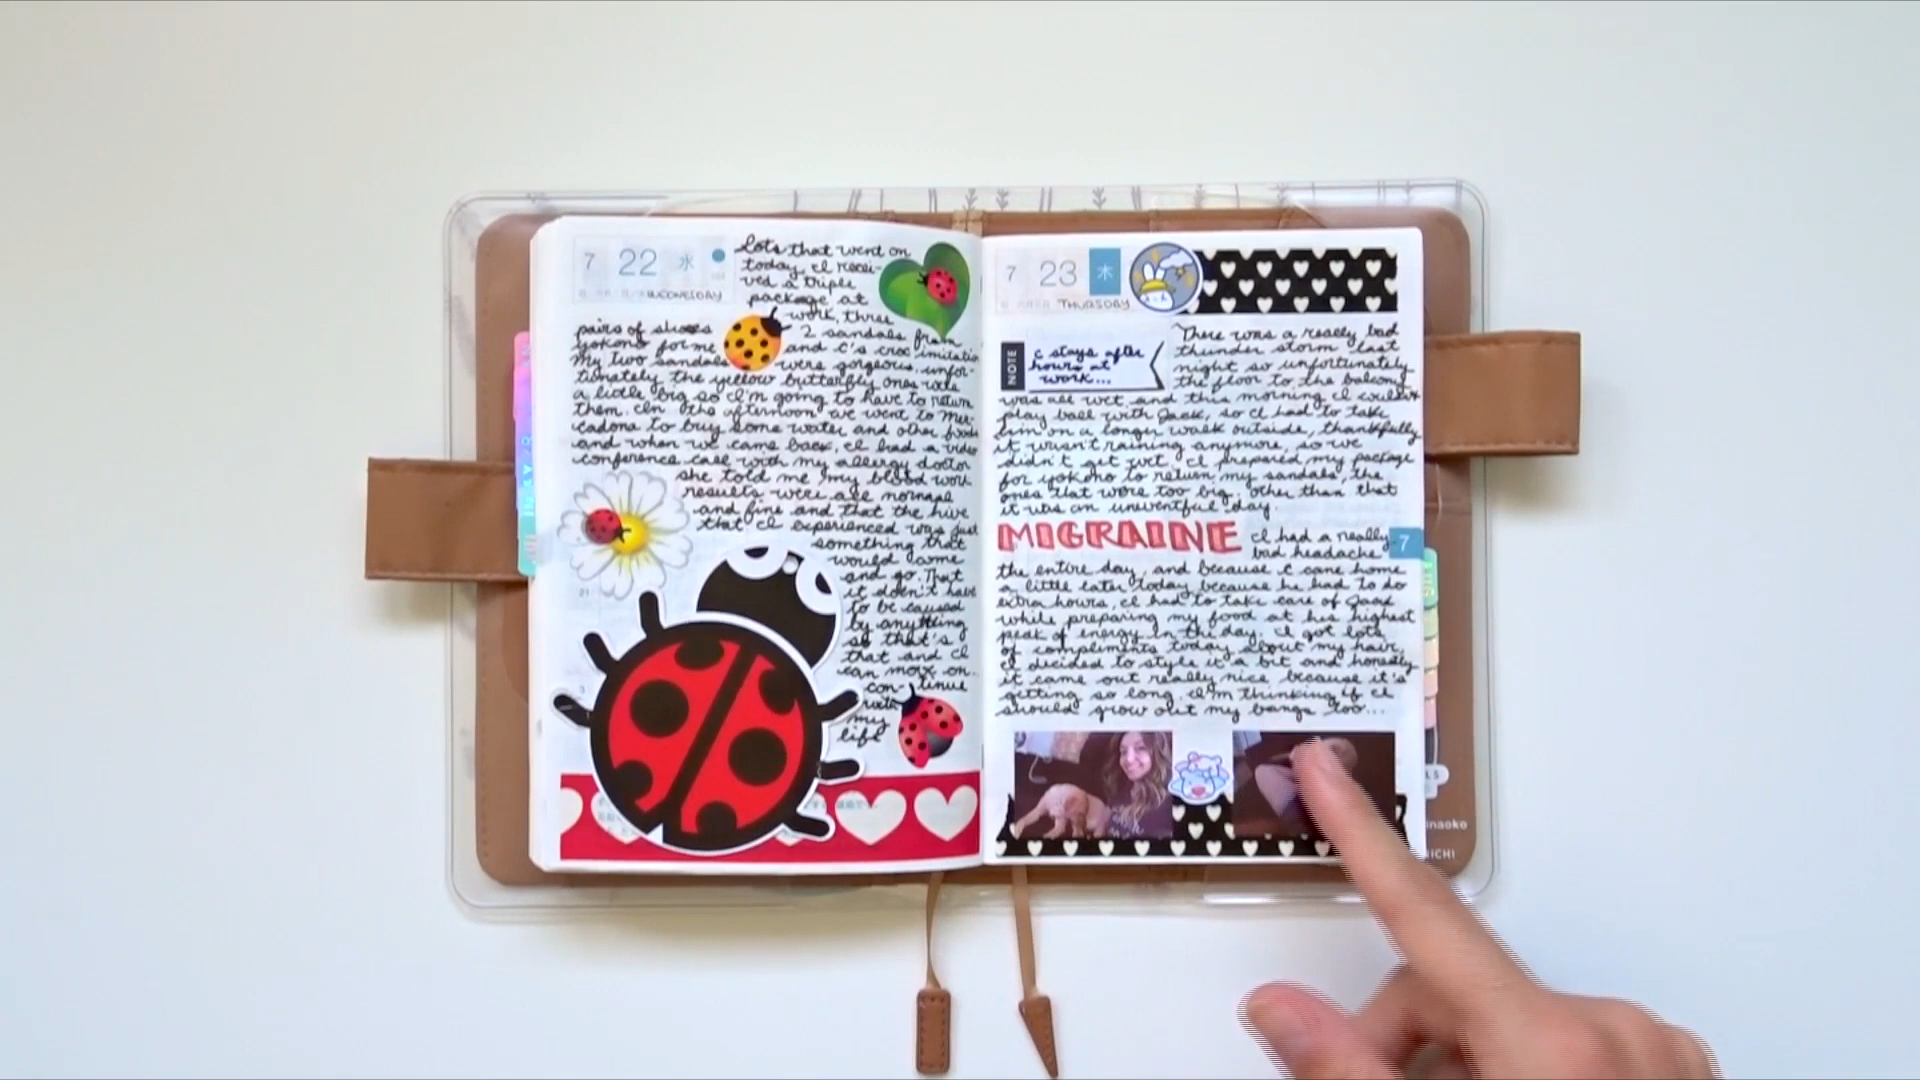 7 22 水
WEDNESDAY
Lots that went on
today, I recei-
ved a triple
package at
work, three
pairs of shoes 2 sandals from
yokono for me and C's crox imitation
My two sandals were gorgeous, unfor-
tunately the yellow butterfly ones were
a little big so I'm going to have to return
them. In the afternoon we went to Mer-
cadona to buy some water and other foods
and when we came back, I had a video
conference call with my allergy doctor
she told me my blood work
results were all normal
and fine and that the hive
that I experienced was just
something that
would come
and go. That
it doesn't have
to be caused
by anything
so that's
that and I
can move on..
con- tinue
with
my
life
21
3
7 23 木
THURSDAY
NOTE
C stays after
hours at
work...
There was a really bad
thunder storm last
night so unfortunately
the floor to the balcony
was all wet and this morning I couldn't
play ball with Jack, so I had to take
him on a longer walk outside, thankfully
it wasn't raining anymore, so we
didn't get wet. I prepared my package
for yokono to return my sandals, the
ones that were too big. Other than that
it was an uneventful day.
MIGRAINE I had a really
bad headache
7
the entire day, and because C came home
a little later today because he had to do
extra hours, I had to take care of Jack
while preparing my food at his highest
peak of energy in the day. I got lots
of compliments today about my hair,
I decided to style it a bit and honestly
it came out really nice because it's
getting so long. I'm thinking if I
should grow out my bangs too...
naoko
ICHI